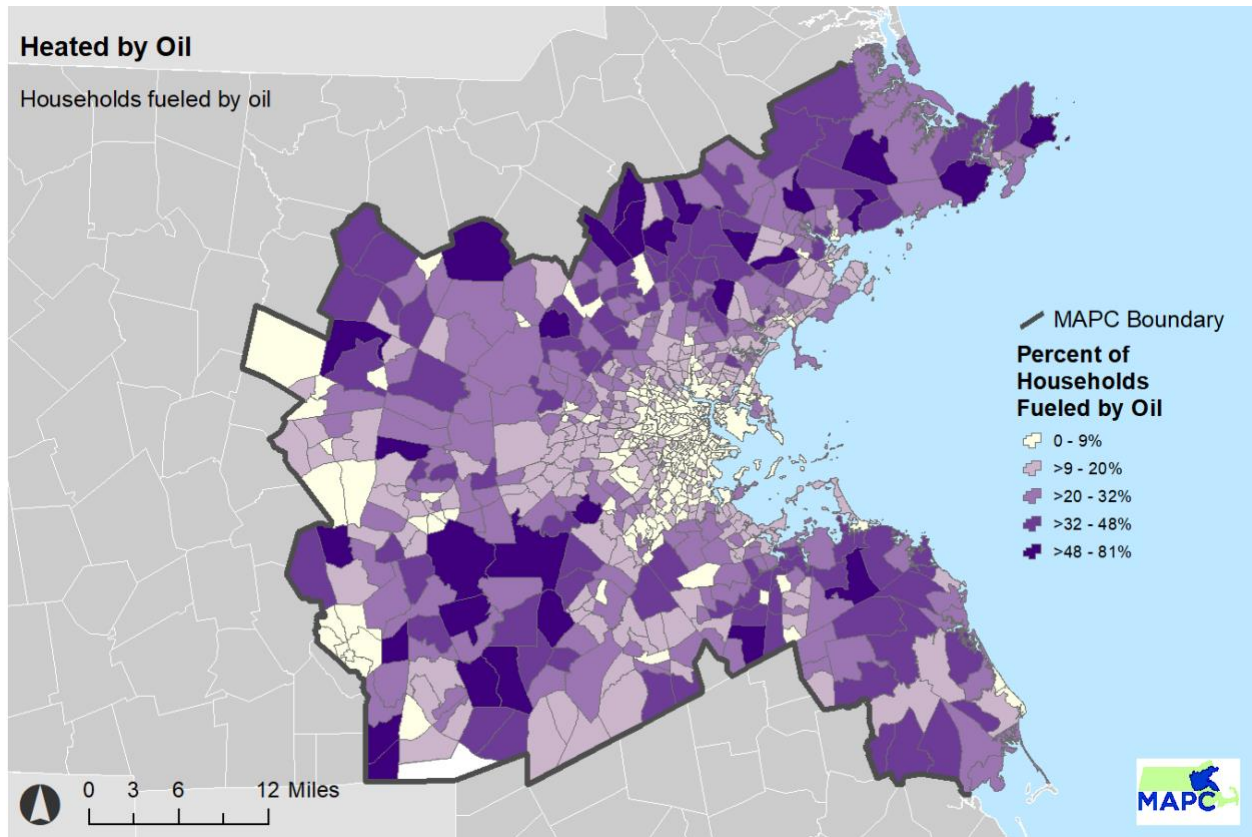 Heated by Oil
Households fueled by oil
MAPC Boundary
Percent of
Households
Fueled by Oil
0 - 9%
>9 - 20%
>20 - 32%
>32 - 48%
>48 - 81%
0 3 6 12 Miles
MAPC